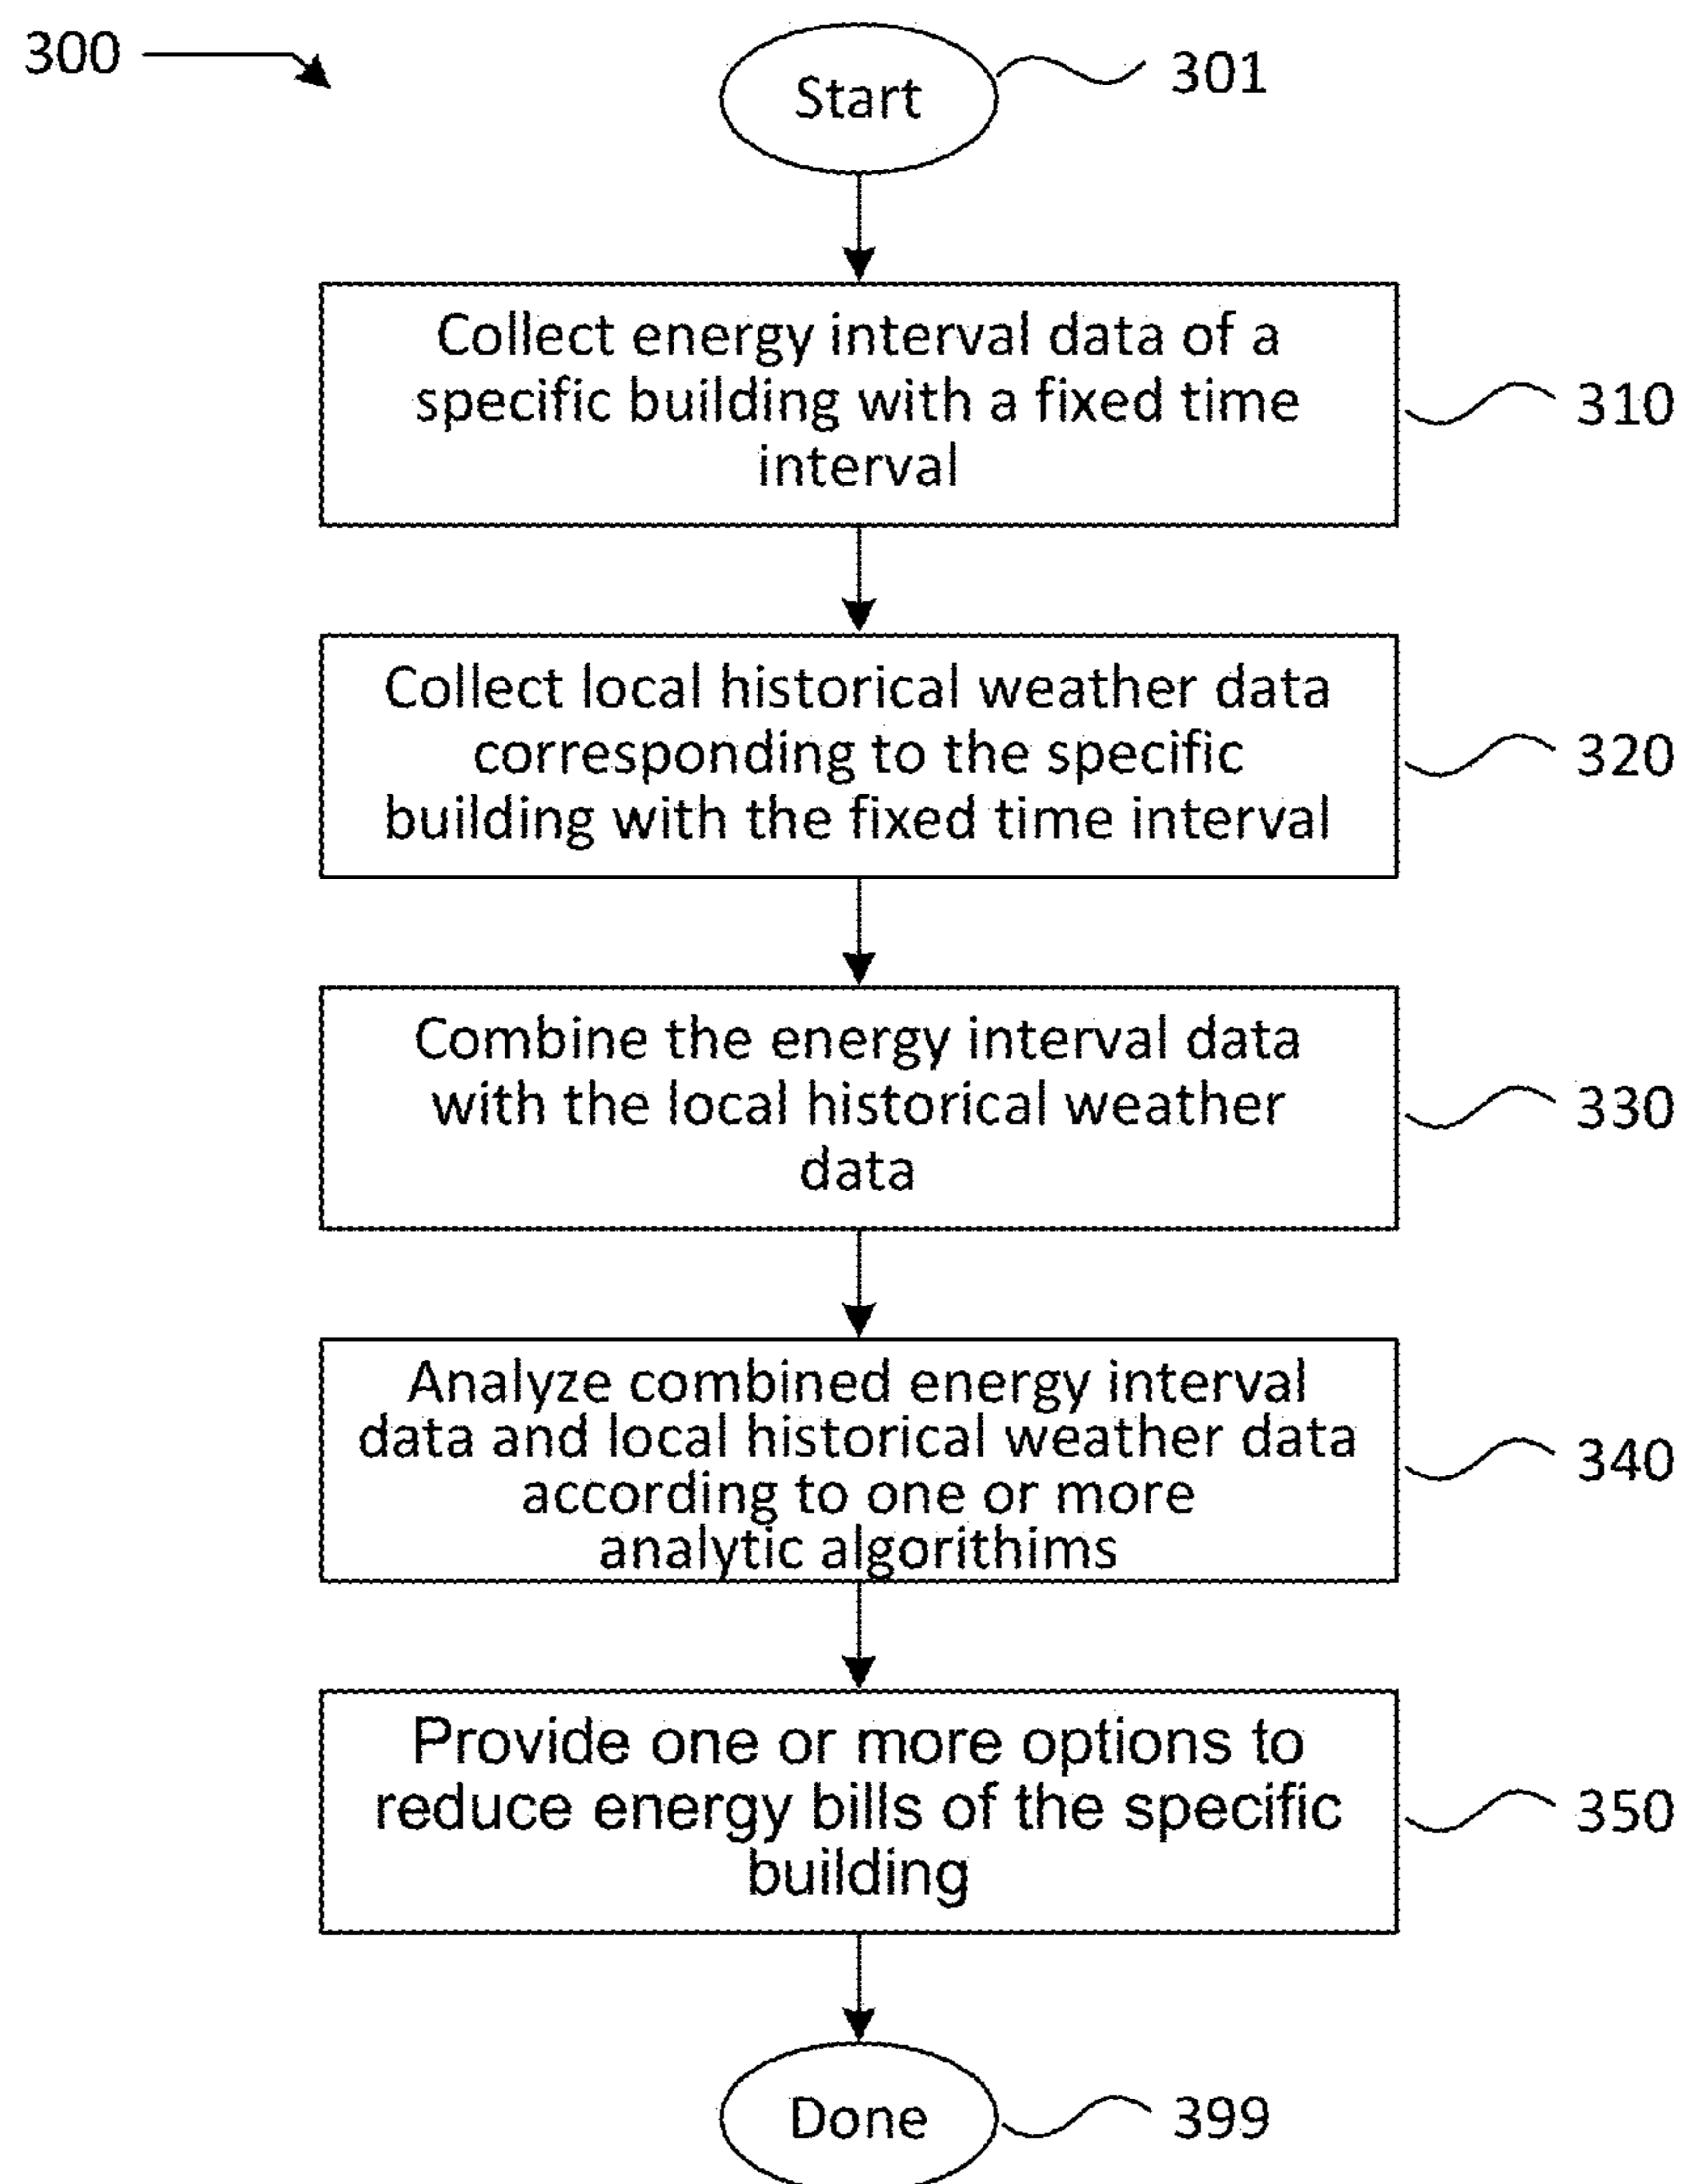 300
Start
301
Collect energy interval data of a
specific building with a fixed time
interval
310
Collect local historical weather data
corresponding to the specific
building with the fixed time interval
320
Combine the energy interval data
with the local historical weather
data
330
Analyze combined energy interval
data and local historical weather data
according to one or more
analytic algorithims
340
Provide one or more options to
reduce energy bills of the specific
building
350
Done
399